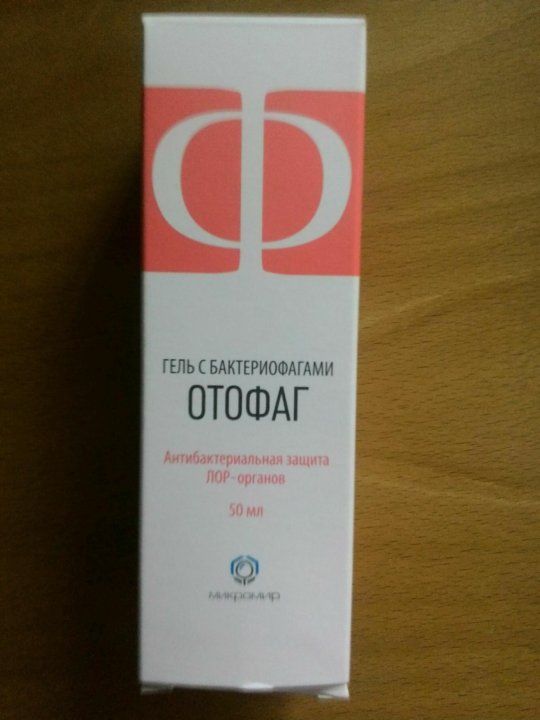 Ф
ГЕЛЬ С БАКТЕРИОФАГАМИ
ОТОФАГ
Антибактериальная защита
ЛОР-органов
50 мл
микромир